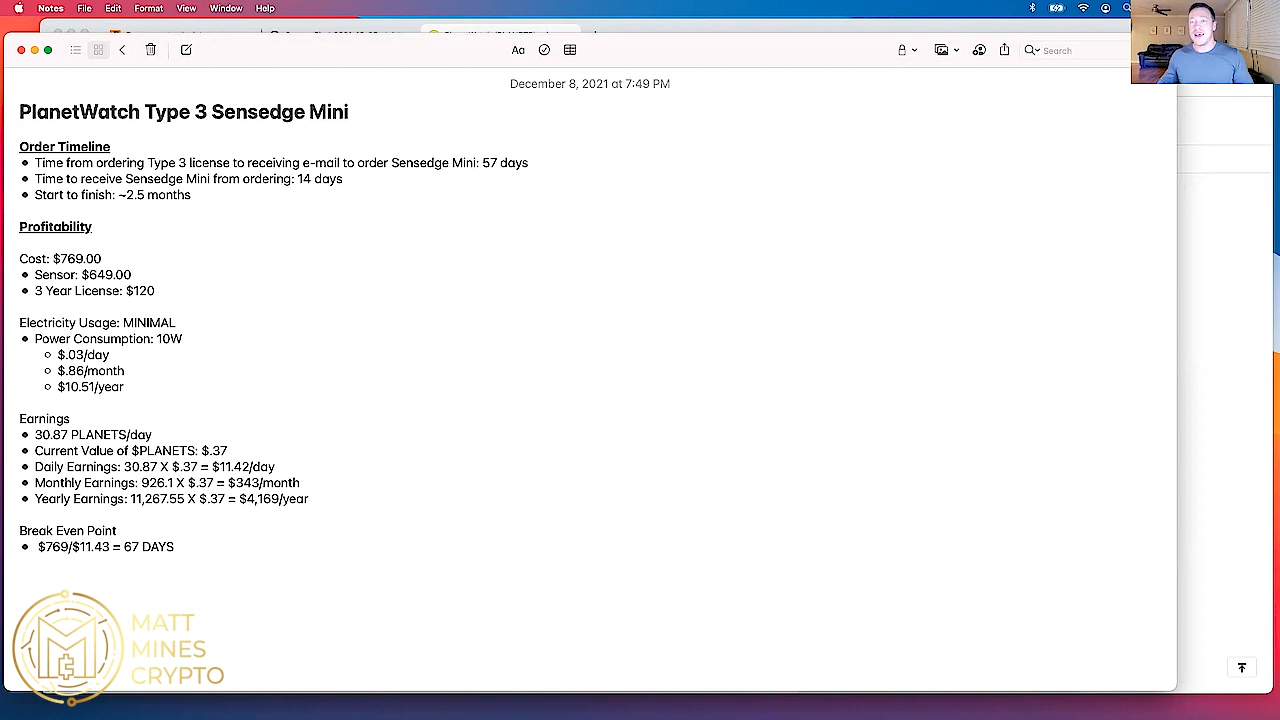 Notes File Edit Format View Window Help
Aa
Search
December 8, 2021 at 7:49 PM
PlanetWatch Type 3 Sensedge Mini
Order Timeline
Time from ordering Type 3 license to receiving e-mail to order Sensedge Mini: 57 days
Time to receive Sensedge Mini from ordering: 14 days
Start to finish: ~2.5 months
Profitability
Cost: $769.00
Sensor: $649.00
3 Year License: $120
Electricity Usage: MINIMAL
Power Consumption: 10W
$.03/day
$.86/month
$10.51/year
Earnings
30.87 PLANETS/day
Current Value of $PLANETS: $.37
Daily Earnings: 30.87 X $.37 = $11.42/day
Monthly Earnings: 926.1 X $.37 = $343/month
Yearly Earnings: 11,267.55 X $.37 = $4,169/year
Break Even Point
$769/$11.43 = 67 DAYS
MATT
MINES
CRYPTO